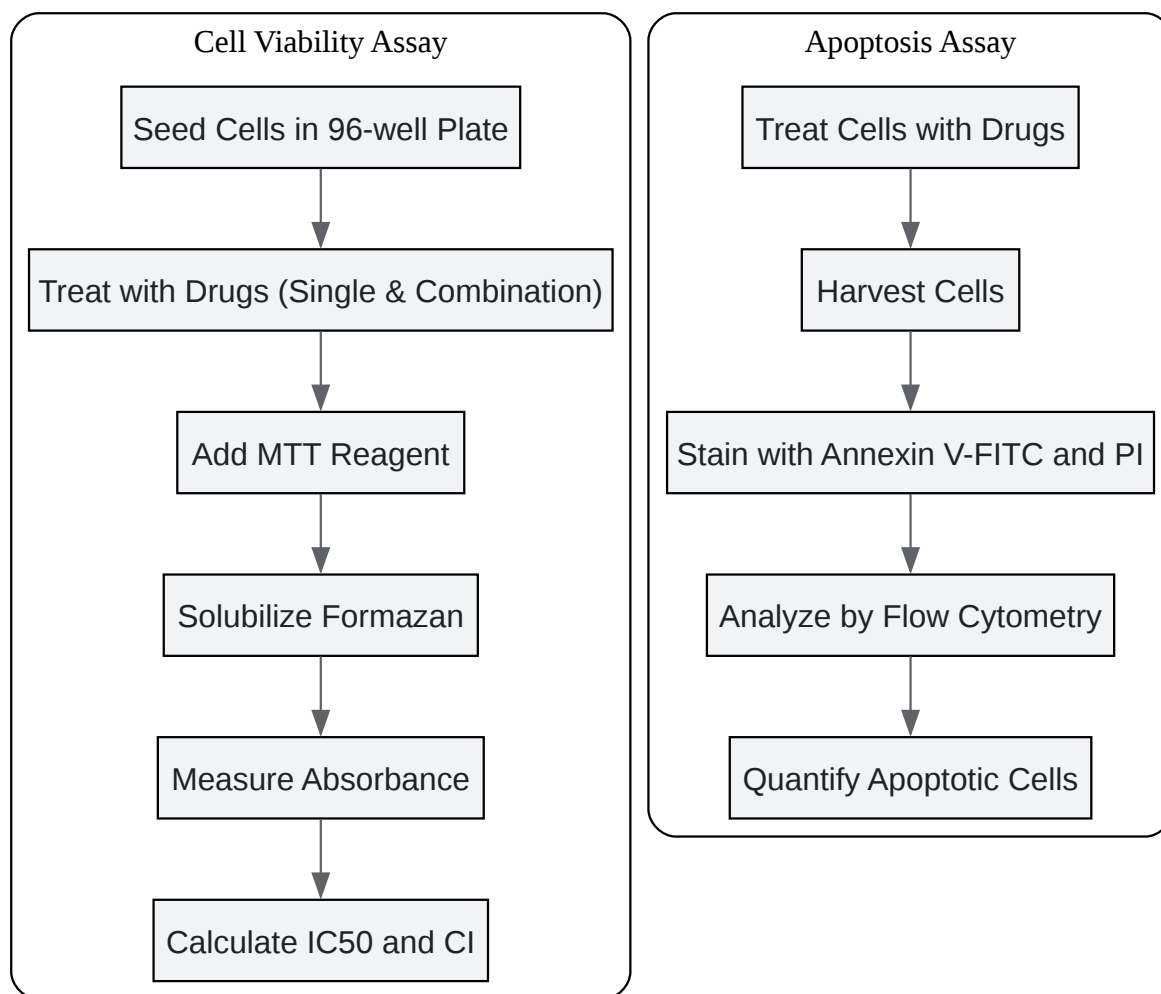 Cell Viability Assay
Seed Cells in 96-well Plate
Treat with Drugs (Single & Combination)
Add MTT Reagent
Solubilize Formazan
Measure Absorbance
Calculate IC50 and CI
Apoptosis Assay
Treat Cells with Drugs
Harvest Cells
Stain with Annexin V-FITC and PI
Analyze by Flow Cytometry
Quantify Apoptotic Cells